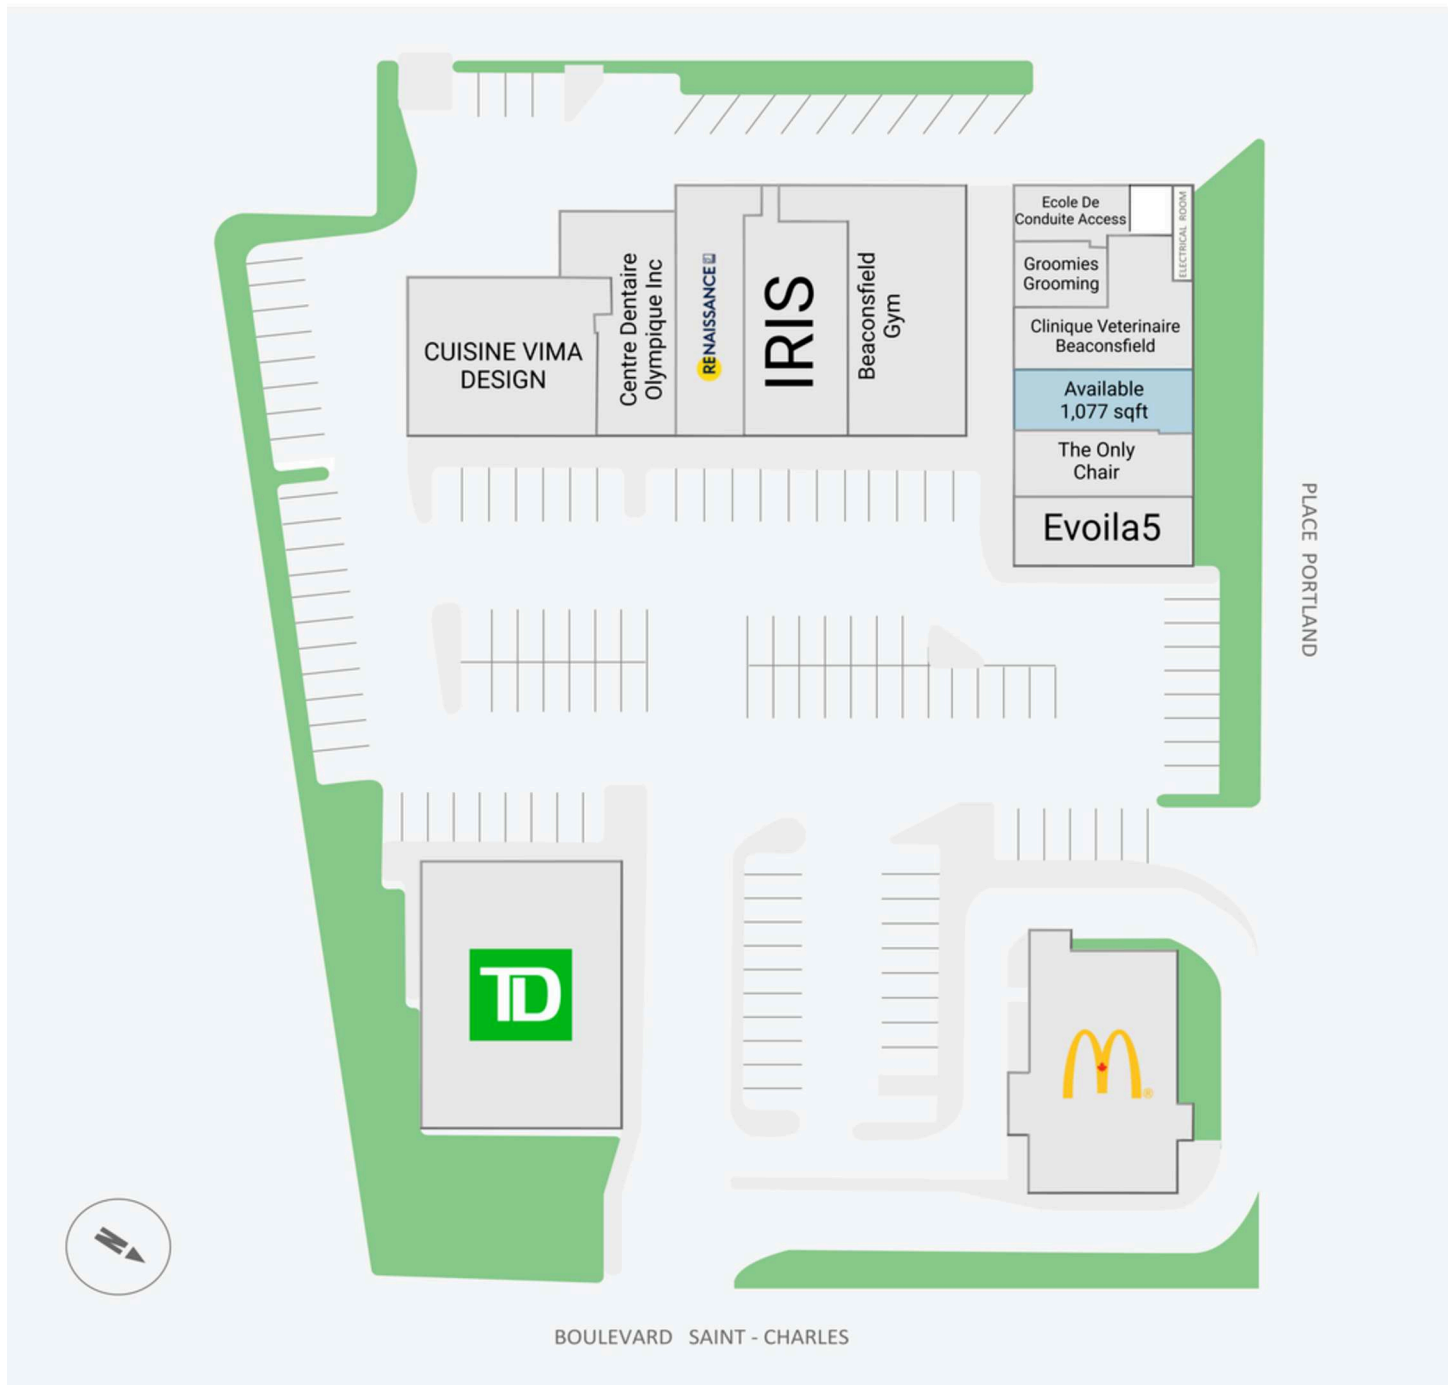 Ecole De
Conduite Access
ELECTRICAL ROOM
Groomies
Grooming
Clinique Veterinaire
Beaconsfield
Available
1,077 sqft
The Only
Chair
Evoila5
CUISINE VIMA
DESIGN
Centre Dentaire
Olympique Inc
RENAISSANCE
IRIS
Beaconsfield
Gym
PLACE PORTLAND
TD
M®
N
BOULEVARD SAINT - CHARLES